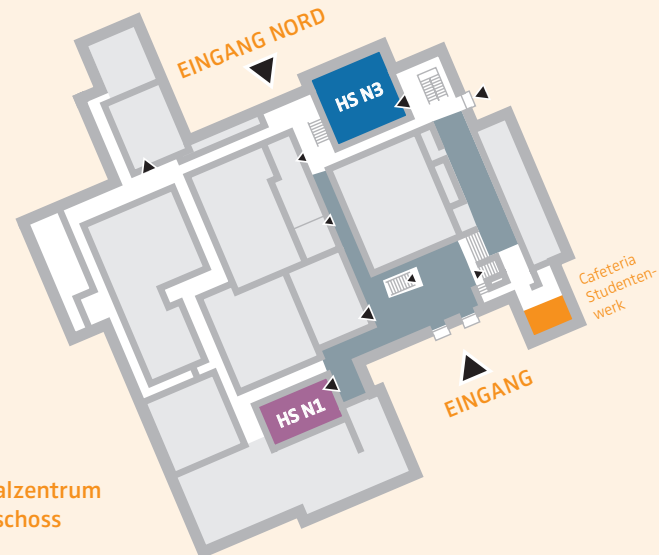 EINGANG NORD
HS N3
Cafeteria
Studenten-
werk
EINGANG
HS N1
alzentrum
schoss